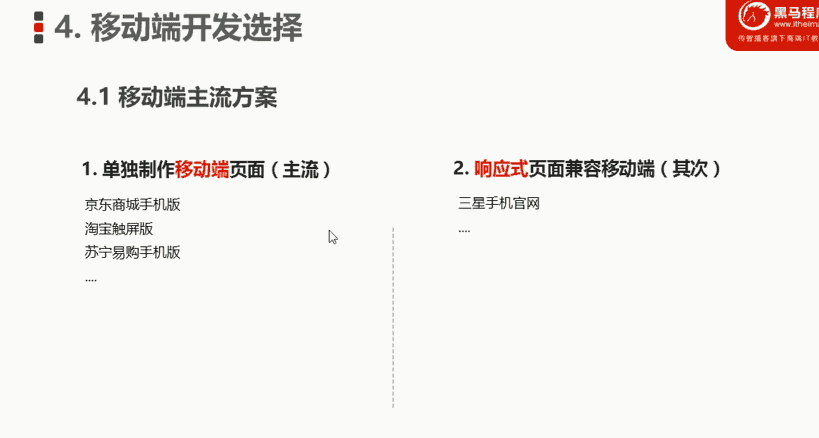 4. 移动端开发选择
黑马程序
www.itheima
传智播客旗下高端IT教
4.1 移动端主流方案
1. 单独制作移动端页面（主流）
京东商城手机版
淘宝触屏版
苏宁易购手机版
....
2. 响应式页面兼容移动端（其次）
三星手机官网
....